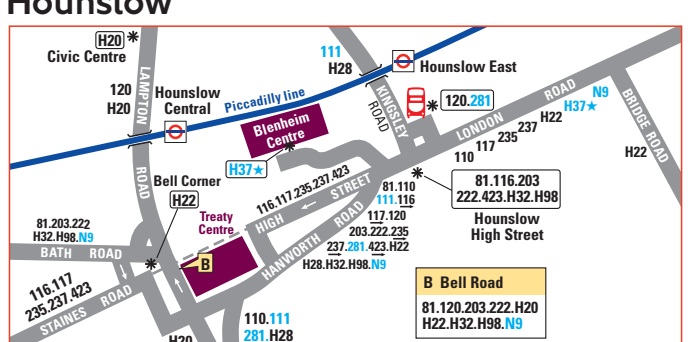 Hounslow
H20
Civic Centre
LAMPTON ROAD
120
H20
Hounslow
Central
Piccadilly line
111
H28
Hounslow East
KINGSLEY
ROAD
120.281
Blenheim
Centre
H37★
LONDON ROAD
110
117
235
237
H22
H37★
N9
BRIDGE ROAD
H22
Bell Corner
H22
116.117.235.237.423
HIGH STREET
Treaty
Centre
B
HANWORTH ROAD
81.110
111.116
117.120
203.222.235
237.281.423.H22
H28.H32.H98.N9
81.116.203
222.423.H32.H98
Hounslow
High Street
81.203.222
H32.H98.N9
BATH ROAD
116.117
235.237.423
STAINES ROAD
H20
110.111
281.H28
B Bell Road
81.120.203.222.H20
H22.H32.H98.N9